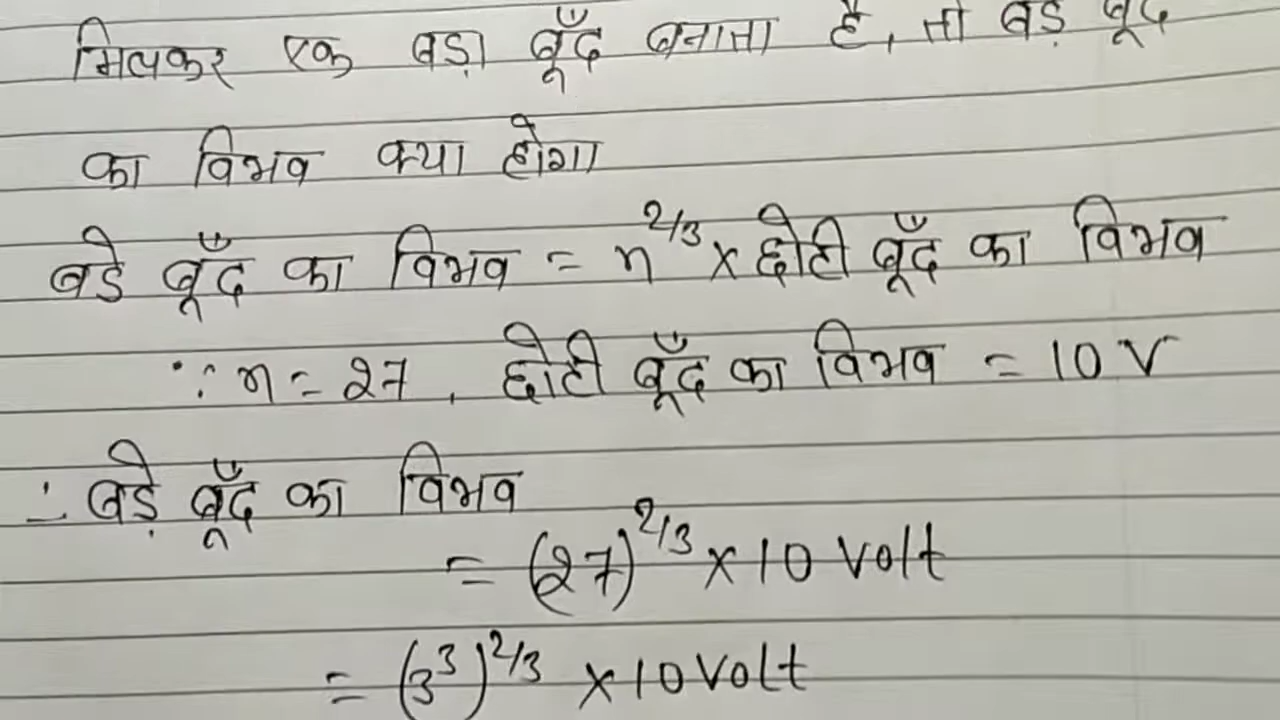 मिलकर एक बड़ा बूँद बनाता है, तो बड़े बूँद
का विभव क्या होगा
बडे बूँद का विभव = n^2/3 × छोटी बूँद का विभव
∵ n = 27, छोटी बूँद का विभव = 10 V
∴ बड़े बूँद का विभव
= (27)^2/3 × 10 Volt
= (3^3)^2/3 × 10 Volt